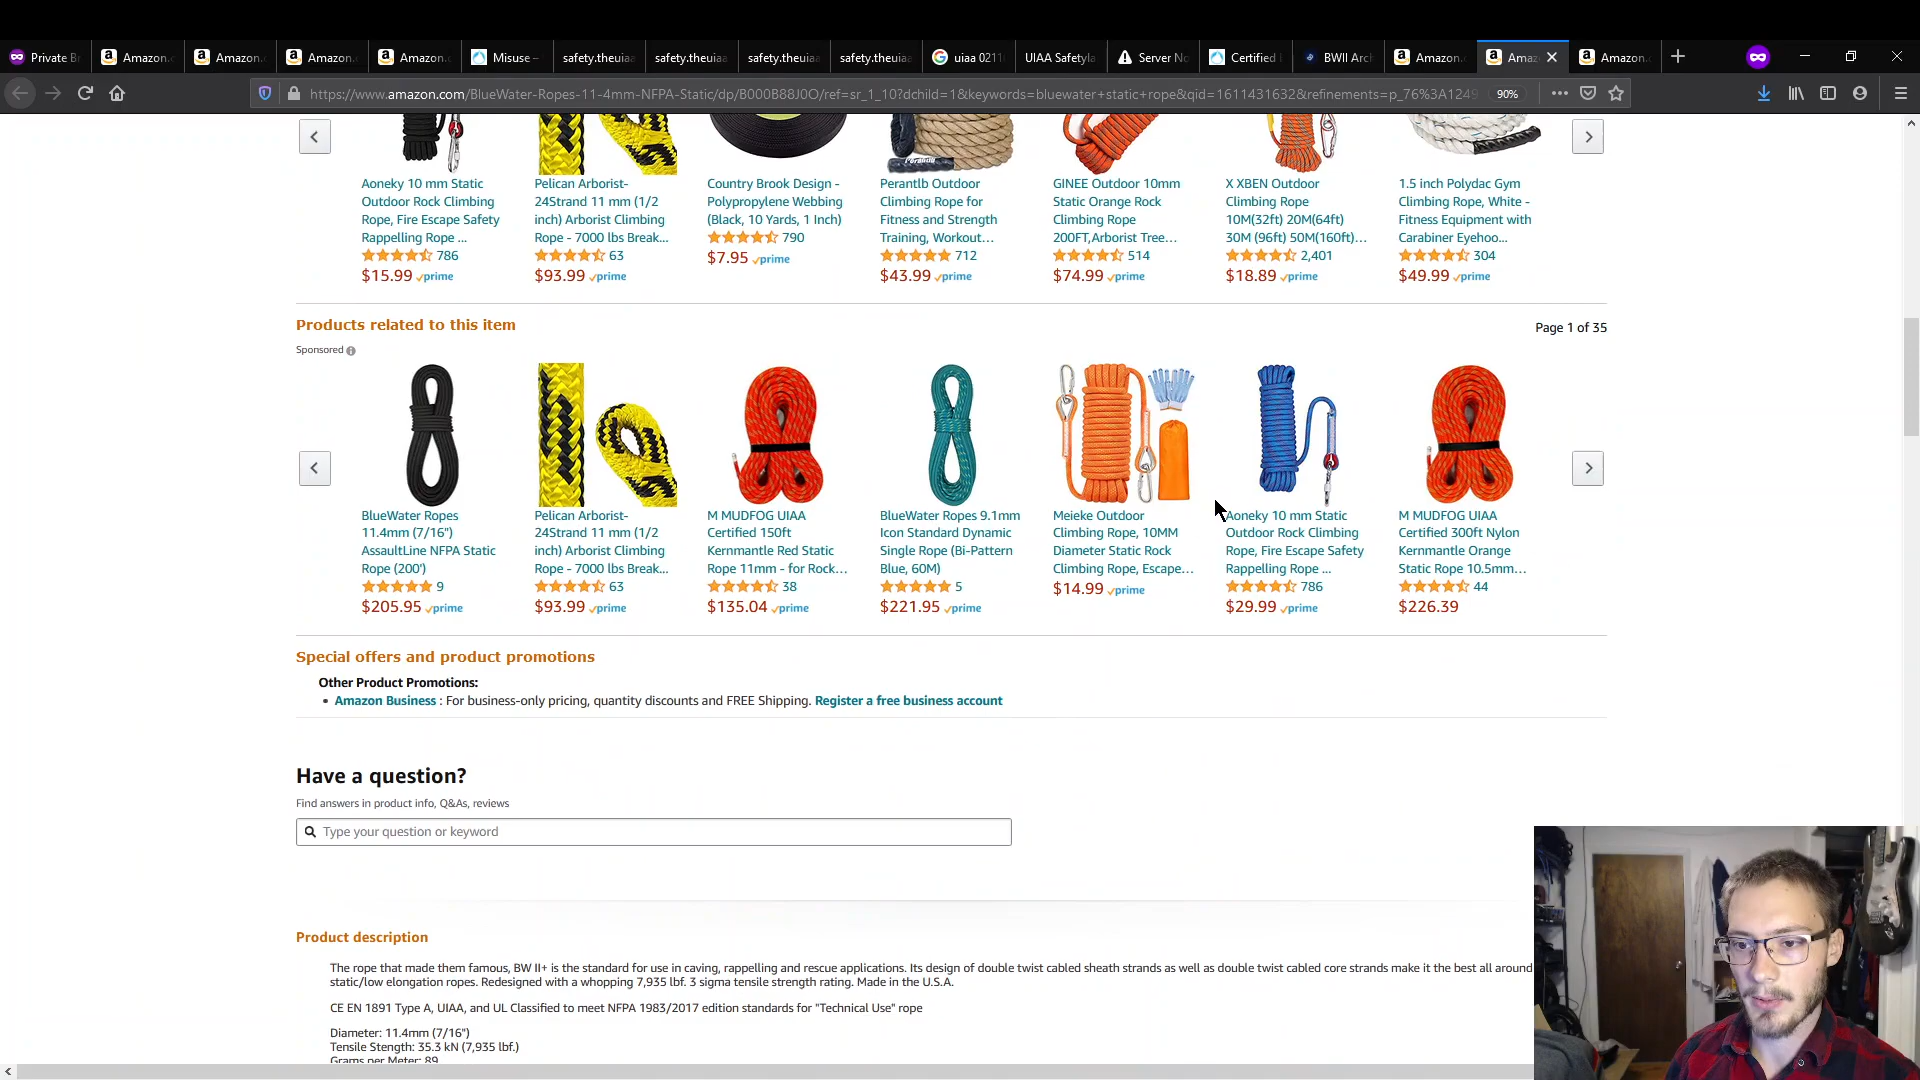 Private B
Amazon.
Amazon.
Amazon.
Amazon.
Misuse –
safety.theuiaa
safety.theuiaa
safety.theuiaa
safety.theuiaa
uiaa 0211
UIAA Safetyla
Server No
Certified
BWII Arc
Amazon.
Amaz
Amazon.
https://www.amazon.com/BlueWater-Ropes-11-4mm-NFPA-Static/dp/B000B88J0O/ref=sr_1_10?dchild=1&keywords=bluewater+static+rope&qid=1611431632&refinements=p_76%3A1249
90%
Perantlb
Aoneky 10 mm Static
Outdoor Rock Climbing
Rope, Fire Escape Safety
Rappelling Rope ...
786
$15.99 prime
Pelican Arborist-
24Strand 11 mm (1/2
inch) Arborist Climbing
Rope - 7000 lbs Break...
63
$93.99 prime
Country Brook Design -
Polypropylene Webbing
(Black, 10 Yards, 1 Inch)
790
$7.95 prime
Perantlb Outdoor
Climbing Rope for
Fitness and Strength
Training, Workout...
712
$43.99 prime
GINEE Outdoor 10mm
Static Orange Rock
Climbing Rope
200FT,Arborist Tree...
514
$74.99 prime
X XBEN Outdoor
Climbing Rope
10M(32ft) 20M(64ft)
30M (96ft) 50M(160ft)...
2,401
$18.89 prime
1.5 inch Polydac Gym
Climbing Rope, White -
Fitness Equipment with
Carabiner Eyehoo...
304
$49.99 prime
Products related to this item
Page 1 of 35
Sponsored
BlueWater Ropes
11.4mm (7/16")
AssaultLine NFPA Static
Rope (200')
9
$205.95 prime
Pelican Arborist-
24Strand 11 mm (1/2
inch) Arborist Climbing
Rope - 7000 lbs Break...
63
$93.99 prime
M MUDFOG UIAA
Certified 150ft
Kernmantle Red Static
Rope 11mm - for Rock...
38
$135.04 prime
BlueWater Ropes 9.1mm
Icon Standard Dynamic
Single Rope (Bi-Pattern
Blue, 60M)
5
$221.95 prime
Meieke Outdoor
Climbing Rope, 10MM
Diameter Static Rock
Climbing Rope, Escape...
$14.99 prime
Aoneky 10 mm Static
Outdoor Rock Climbing
Rope, Fire Escape Safety
Rappelling Rope ...
786
$29.99 prime
M MUDFOG UIAA
Certified 300ft Nylon
Kernmantle Orange
Static Rope 10.5mm...
44
$226.39
Special offers and product promotions
Other Product Promotions:
• Amazon Business : For business-only pricing, quantity discounts and FREE Shipping. Register a free business account
Have a question?
Find answers in product info, Q&As, reviews
Type your question or keyword
Product description
The rope that made them famous, BW II+ is the standard for use in caving, rappelling and rescue applications. Its design of double twist cabled sheath strands as well as double twist cabled core strands make it the best all around
static/low elongation ropes. Redesigned with a whopping 7,935 lbf. 3 sigma tensile strength rating. Made in the U.S.A.
CE EN 1891 Type A, UIAA, and UL Classified to meet NFPA 1983/2017 edition standards for "Technical Use" rope
Diameter: 11.4mm (7/16")
Tensile Stength: 35.3 kN (7,935 lbf.)
Grams per Meter: 89